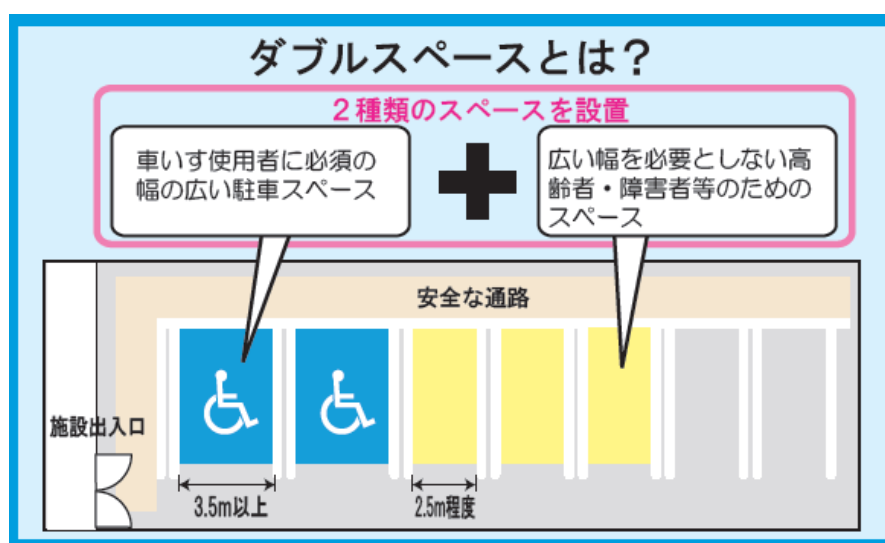 ダブルスペースとは？
２種類のスペースを設置
車いす使用者に必須の
幅の広い駐車スペース
広い幅を必要としない高
齢者・障害者等のための
スペース
安全な通路
施設出入口
3.5m以上
2.5m程度